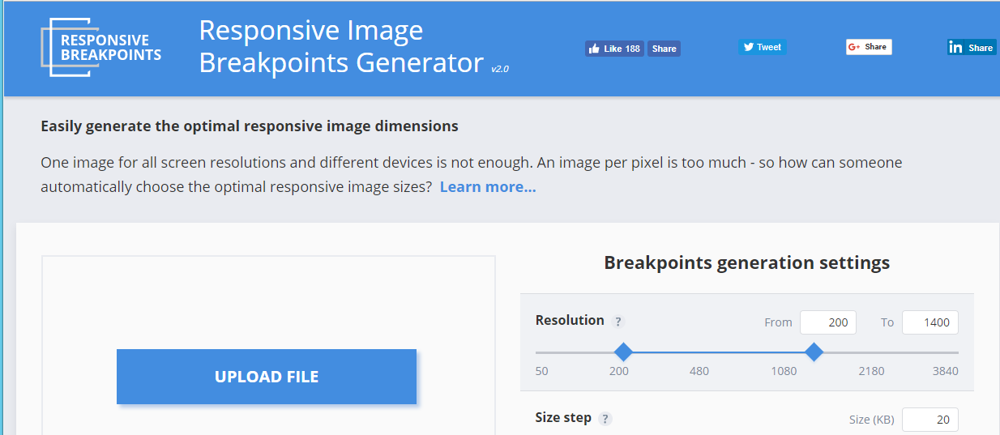 RESPONSIVE
BREAKPOINTS
Responsive Image
Breakpoints Generator v2.0
Like 188 Share
Tweet
G+ Share
in Share
Easily generate the optimal responsive image dimensions
One image for all screen resolutions and different devices is not enough. An image per pixel is too much - so how can someone
automatically choose the optimal responsive image sizes? Learn more...
UPLOAD FILE
Breakpoints generation settings
Resolution ? From 200 To 1400
50 200 480 1080 2180 3840
Size step ? Size (KB) 20